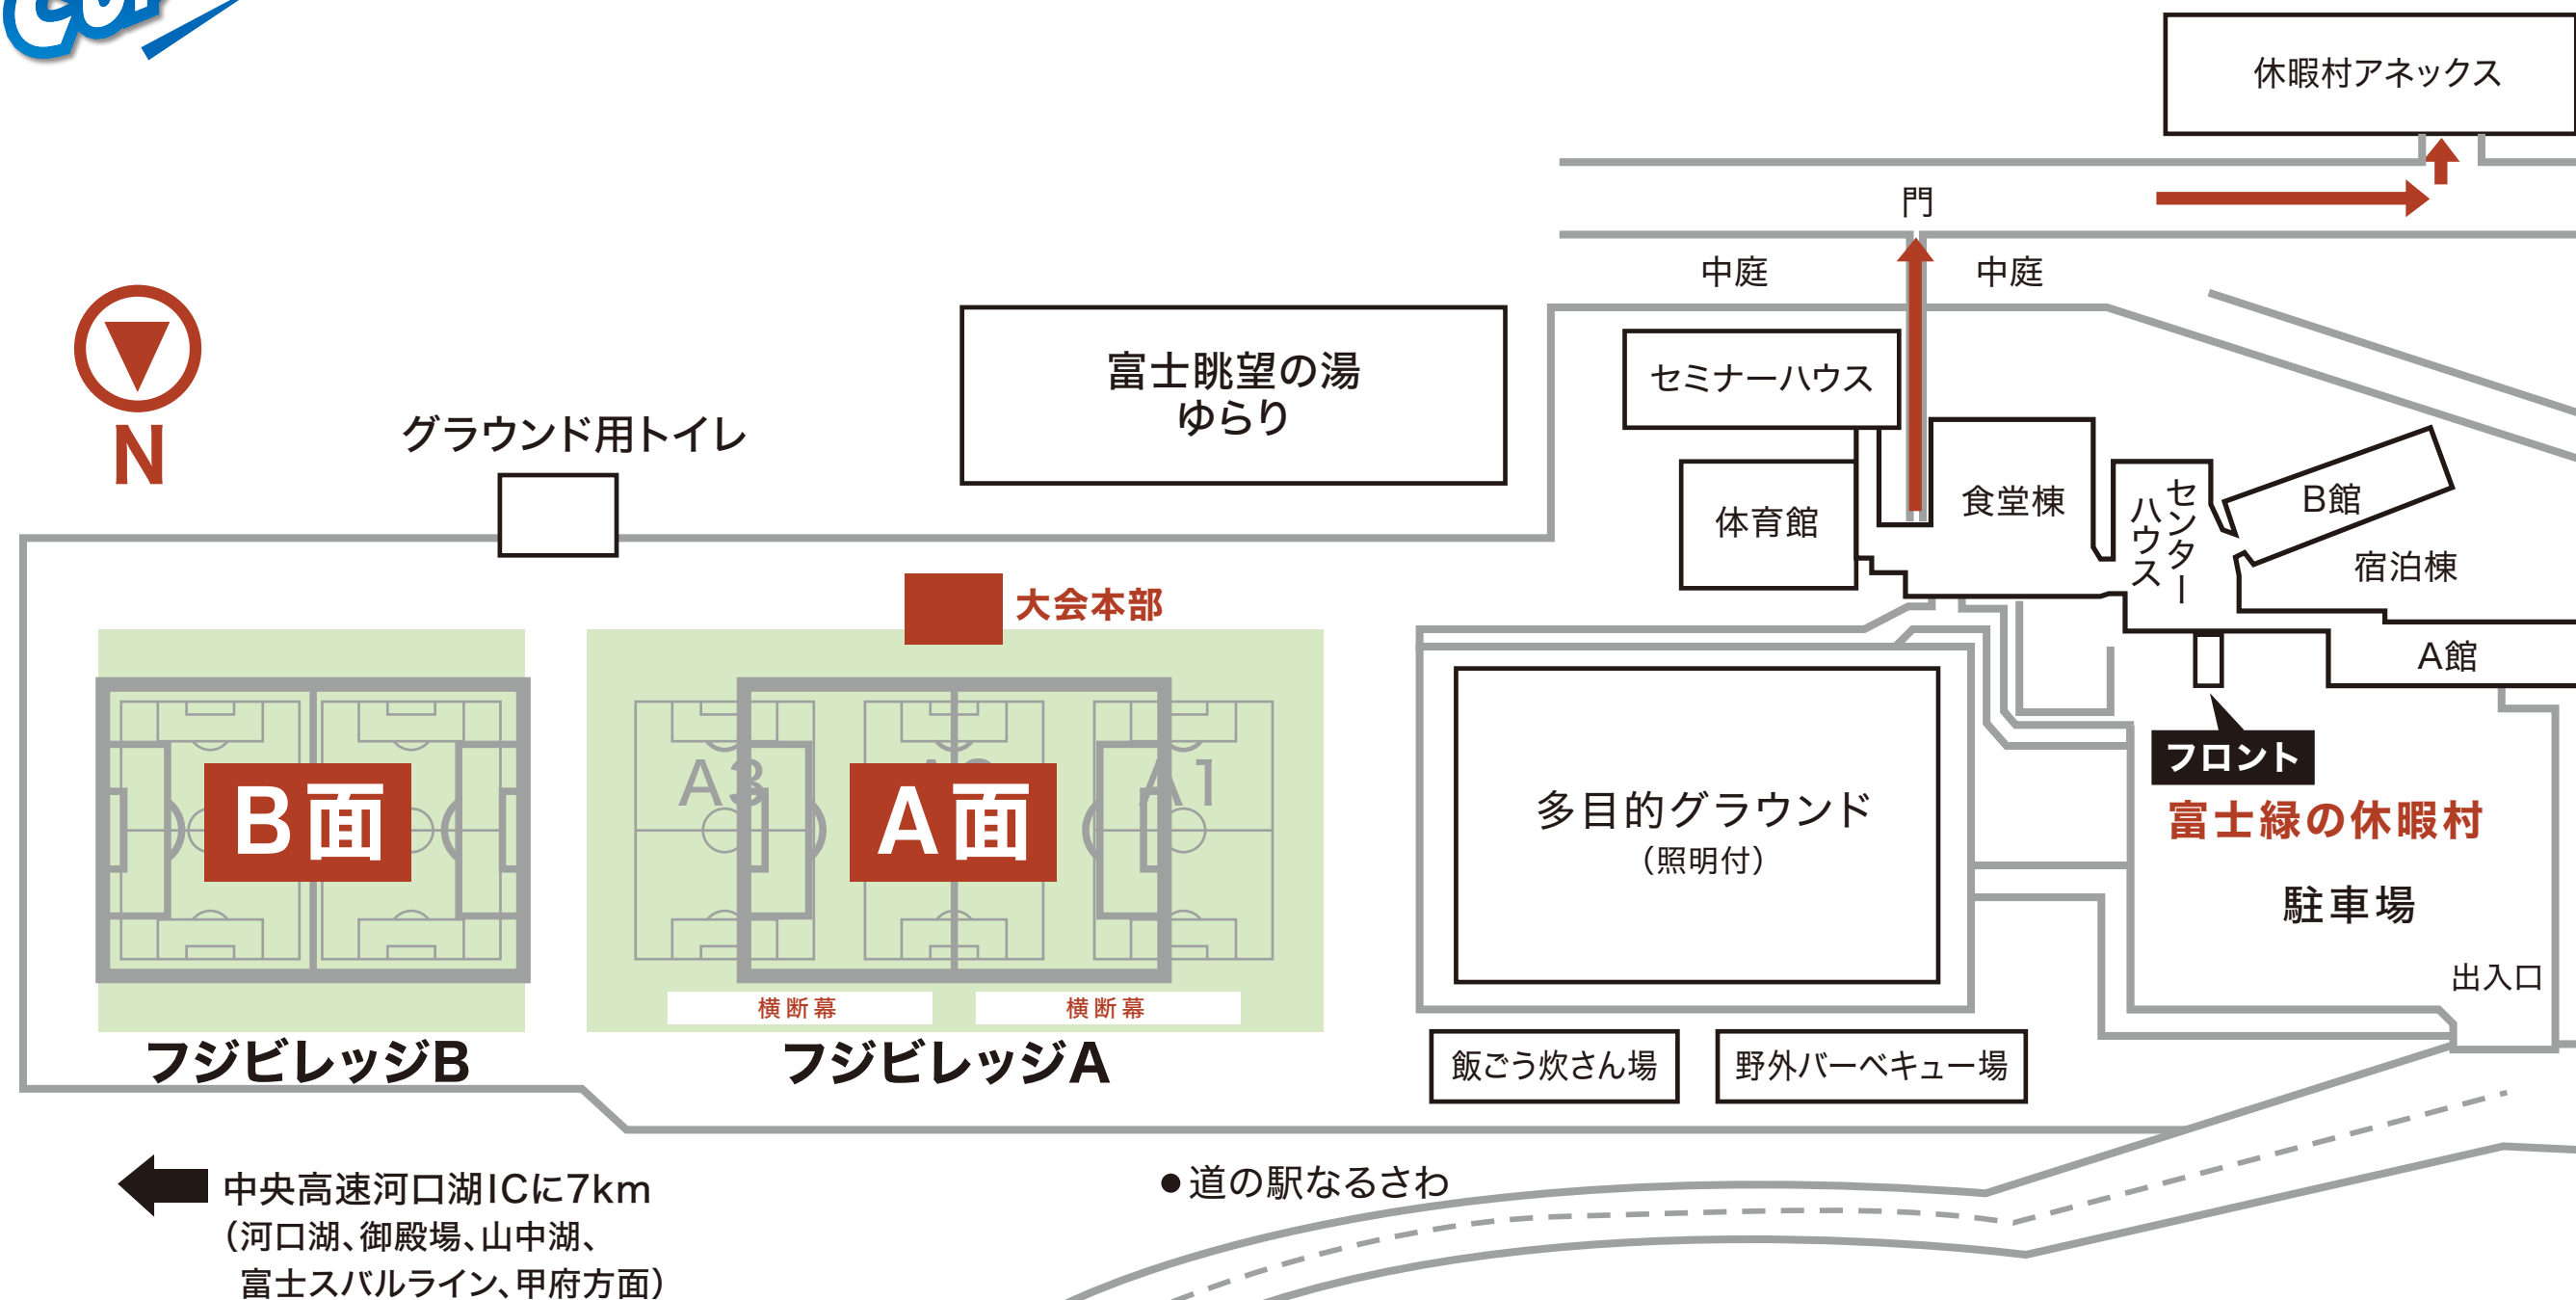 休暇村アネックス
門
中庭
中庭
N
グラウンド用トイレ
富士眺望の湯
ゆらり
セミナーハウス
体育館
食堂棟
センター
ハウス
B館
宿泊棟
A館
大会本部
フロント
富士緑の休暇村
駐車場
出入口
B面
A3
A面
A1
多目的グラウンド
（照明付）
横断幕
横断幕
フジビレッジB
フジビレッジA
飯ごう炊さん場
野外バーベキュー場
中央高速河口湖ICに7km
（河口湖、御殿場、山中湖、
富士スバルライン、甲府方面）
●道の駅なるさわ